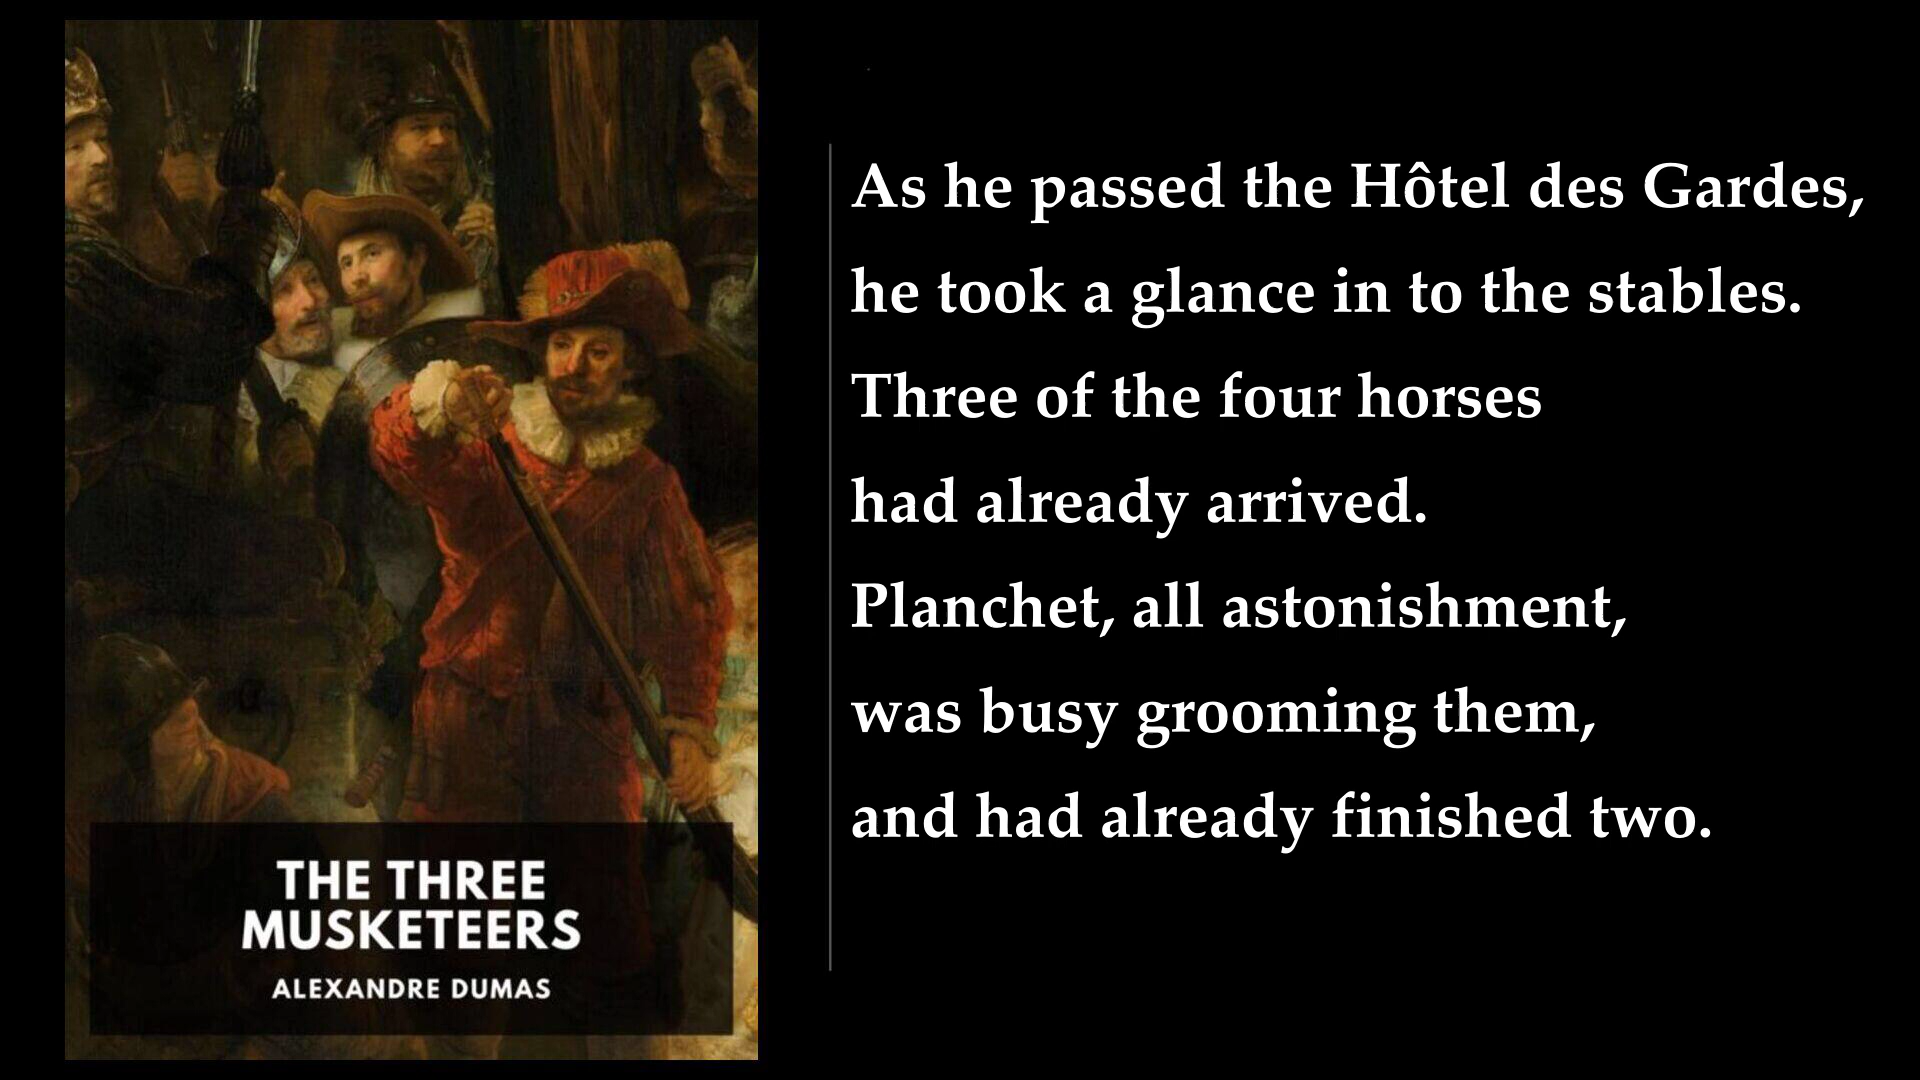 THE THREE
MUSKETEERS
ALEXANDRE DUMAS
As he passed the Hôtel des Gardes,
he took a glance in to the stables.
Three of the four horses
had already arrived.
Planchet, all astonishment,
was busy grooming them,
and had already finished two.